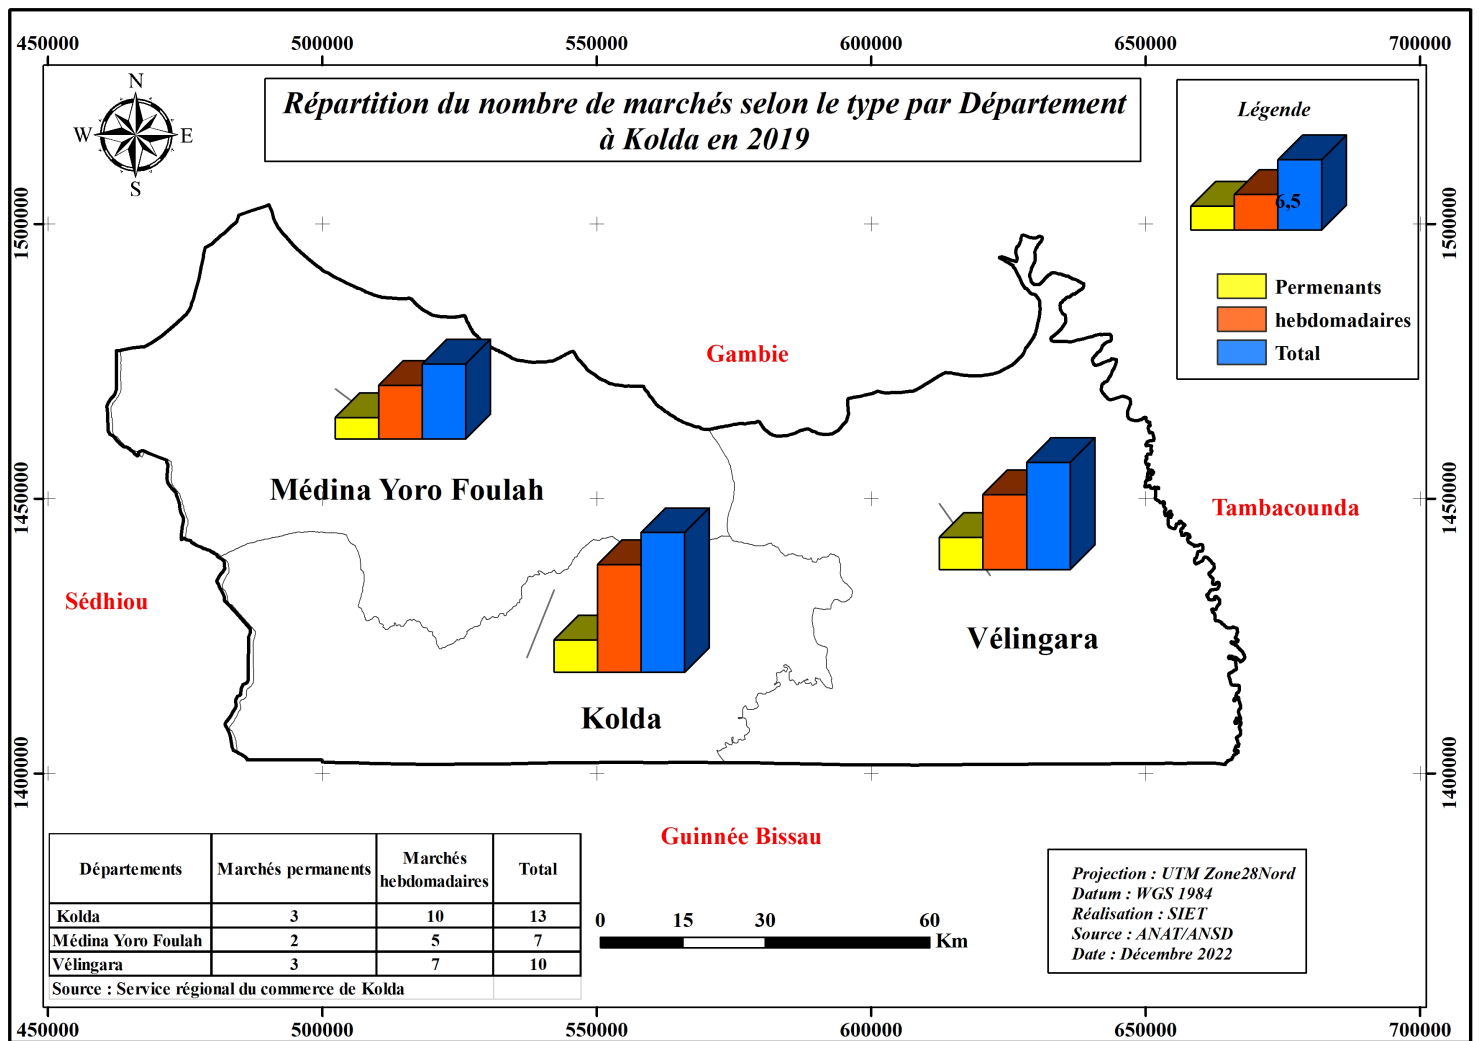 450000 500000 550000 600000 650000 700000
N
W E
S
Répartition du nombre de marchés selon le type par Département
à Kolda en 2019
Légende
6,5
Permenants
hebdomadaires
Total
1500000 1500000
Gambie
Médina Yoro Foulah
1450000 1450000
Tambacounda
Sédhiou
Vélingara
Kolda
1400000 1400000
Guinnée Bissau
Départements Marchés permanents Marchés hebdomadaires Total
Kolda 3 10 13
Médina Yoro Foulah 2 5 7
Vélingara 3 7 10
Source : Service régional du commerce de Kolda
0 15 30 60
Km
Projection : UTM Zone28Nord
Datum : WGS 1984
Réalisation : SIET
Source : ANAT/ANSD
Date : Décembre 2022
450000 500000 550000 600000 650000 700000